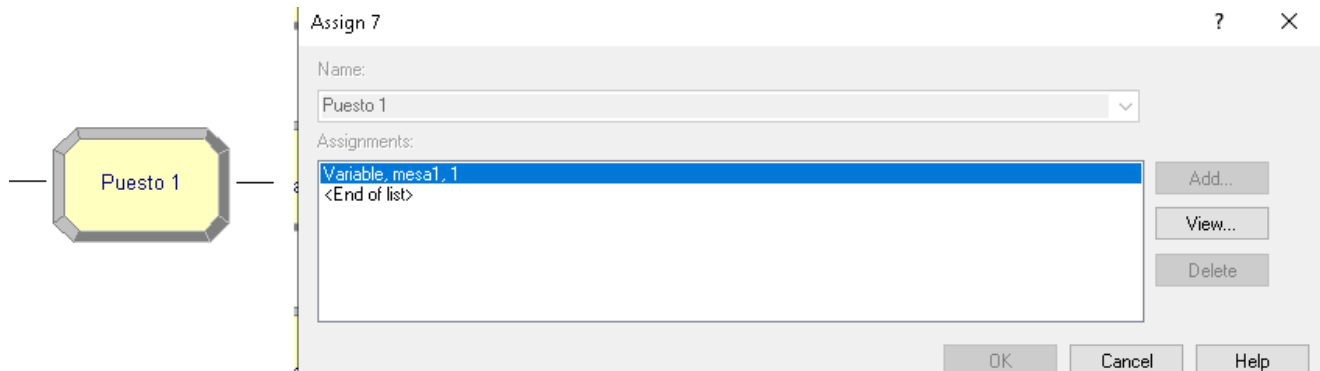 Puesto 1
Assign 7
?
Name:
Puesto 1
Assignments:
Variable, mesa1, 1
<End of list>
Add...
View...
Delete
OK
Cancel
Help